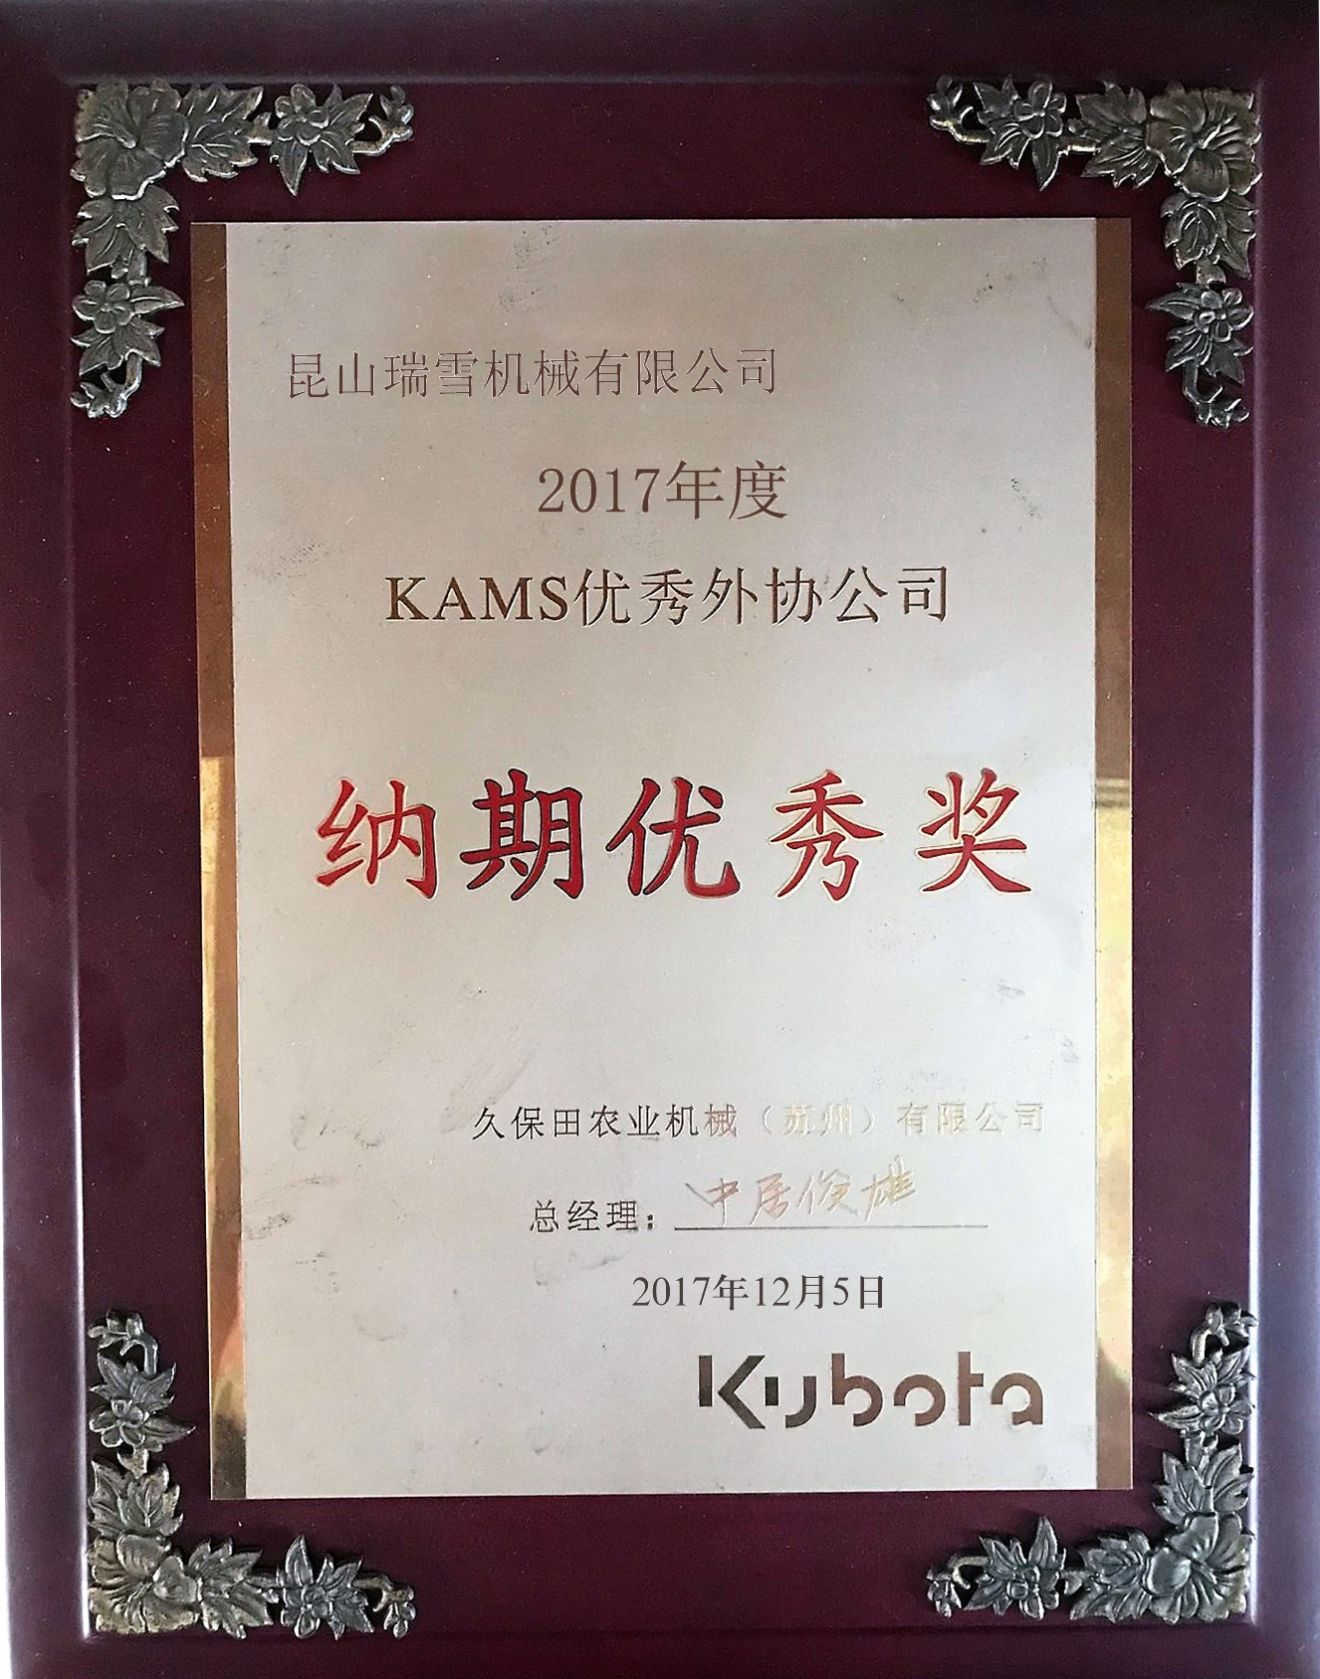 昆山瑞雪机械有限公司
2017年度
KAMS优秀外协公司
纳期优秀奖
久保田农业机械（苏州）有限公司
总经理：中居俊雄
2017年12月5日
Kubota